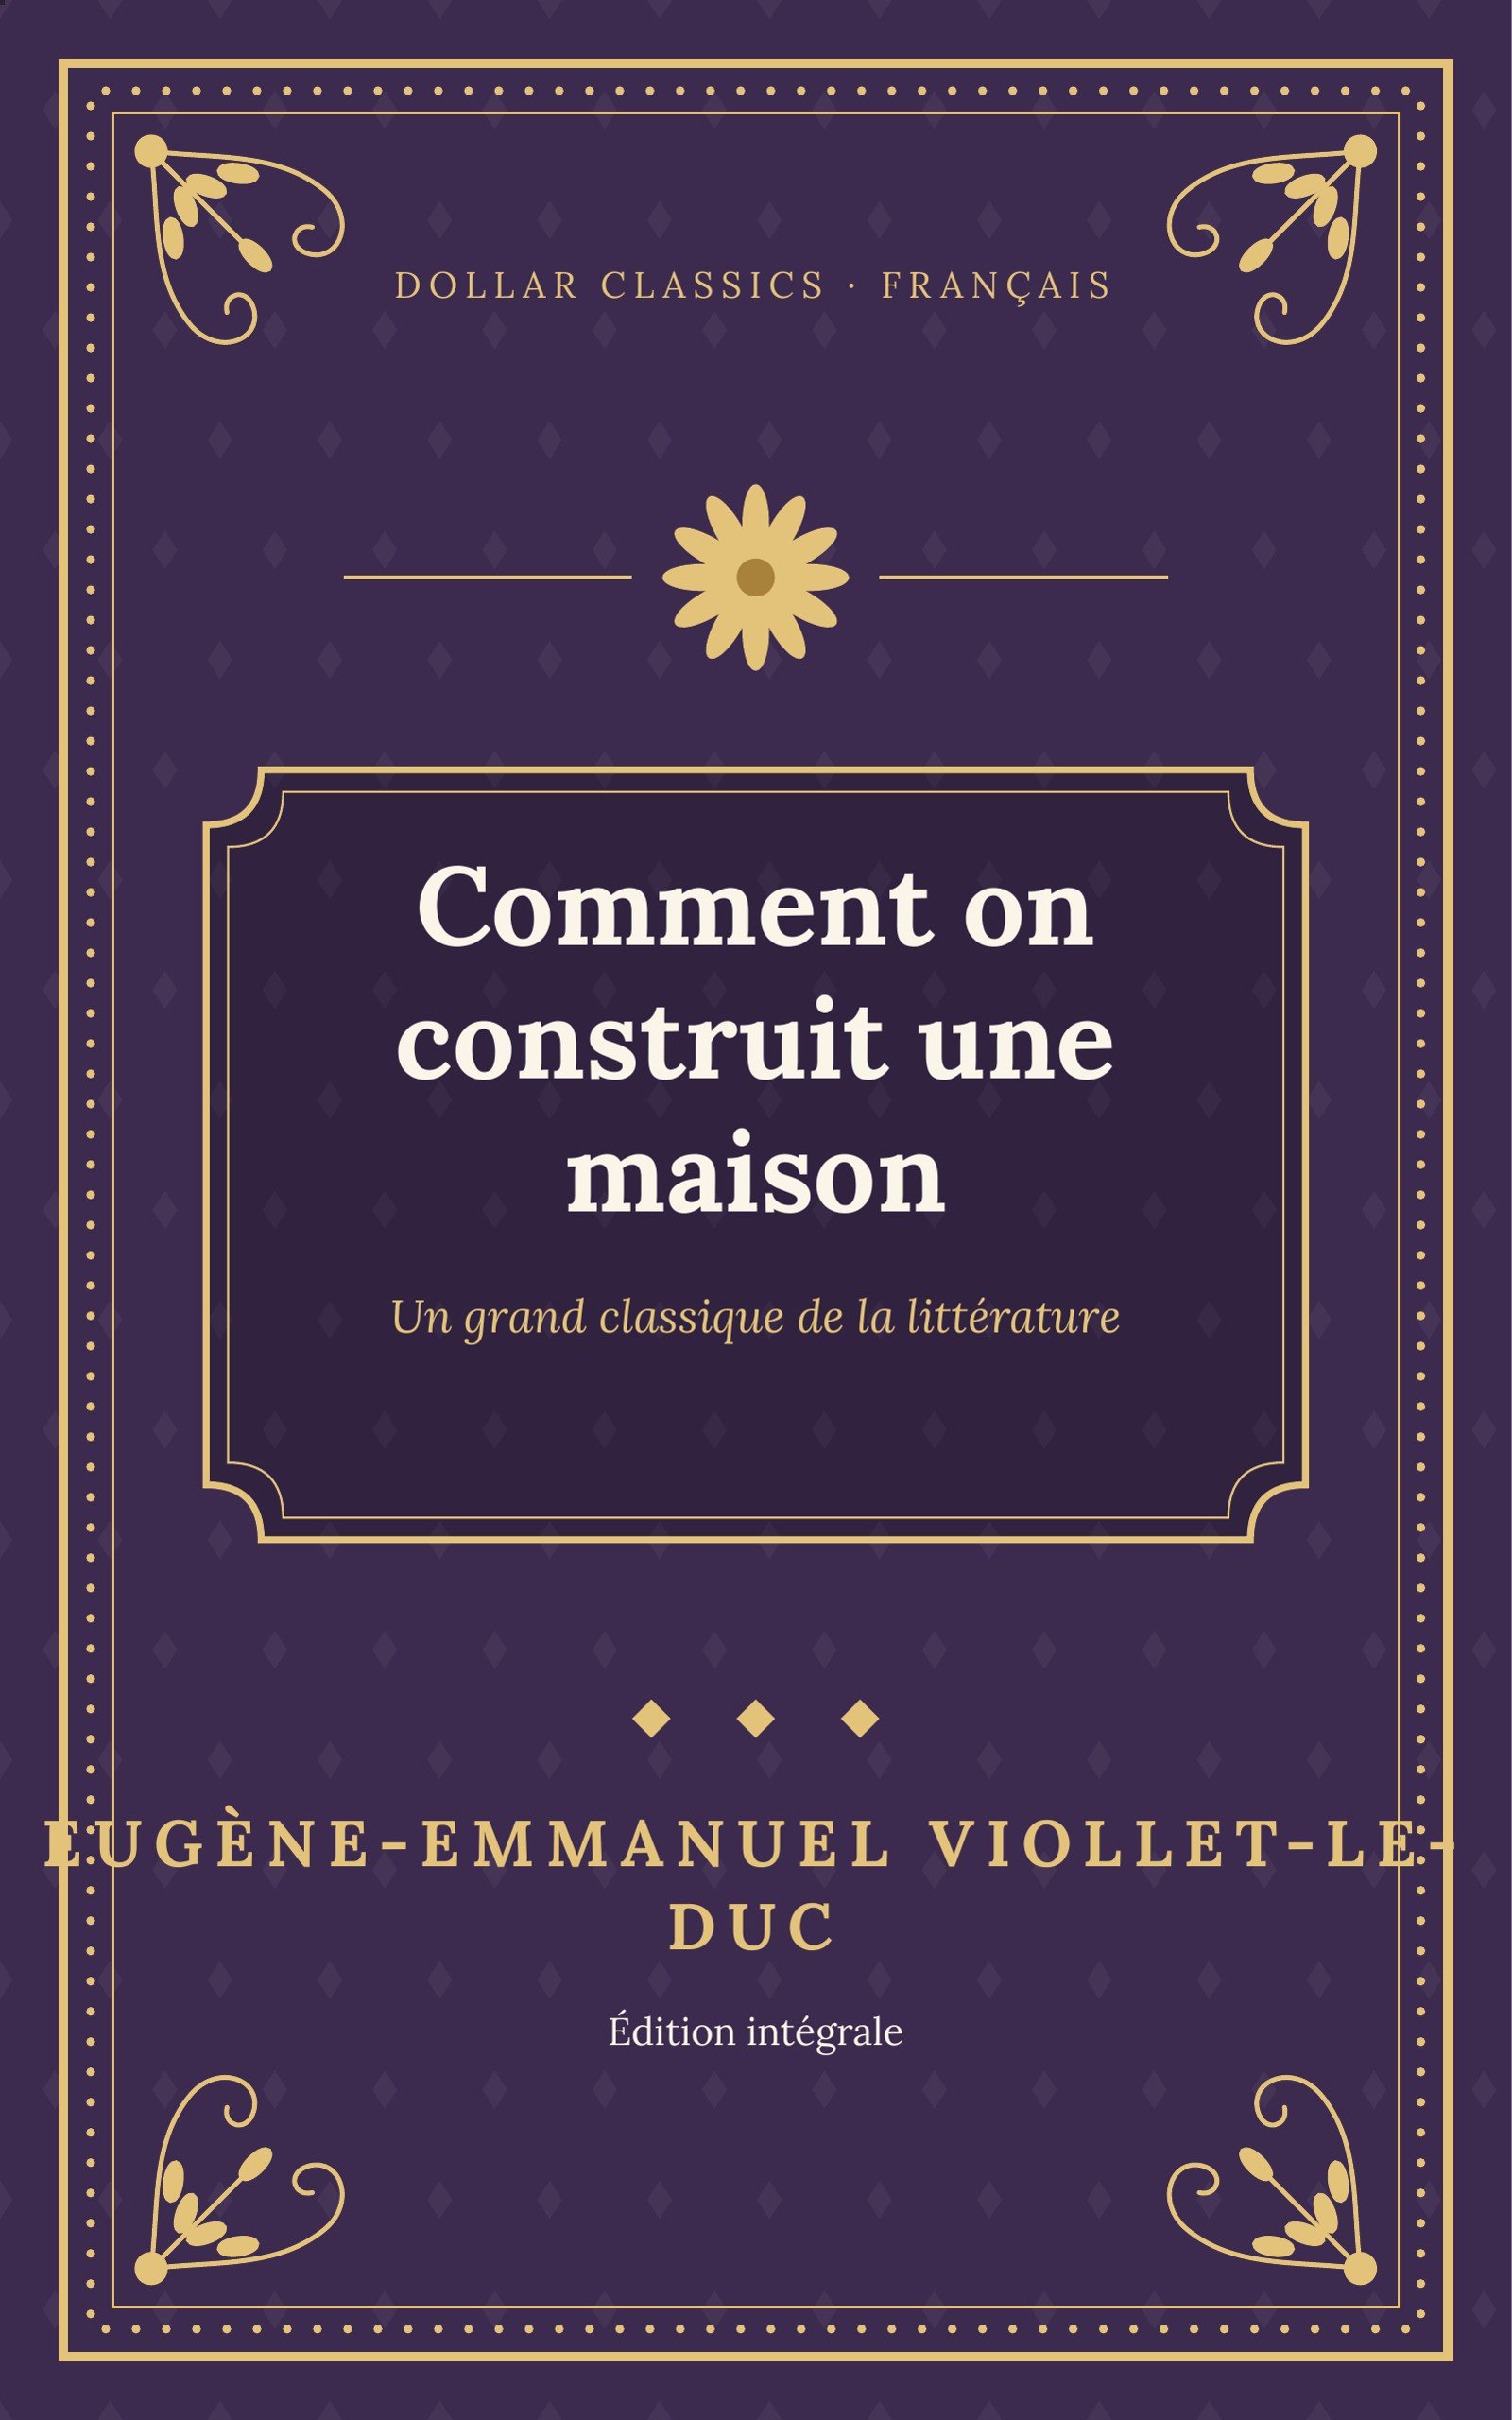 DOLLAR CLASSICS · FRANÇAIS
Comment on
construit une
maison
Un grand classique de la littérature
EUGÈNE-EMMANUEL VIOLLET-LE-
DUC
Édition intégrale